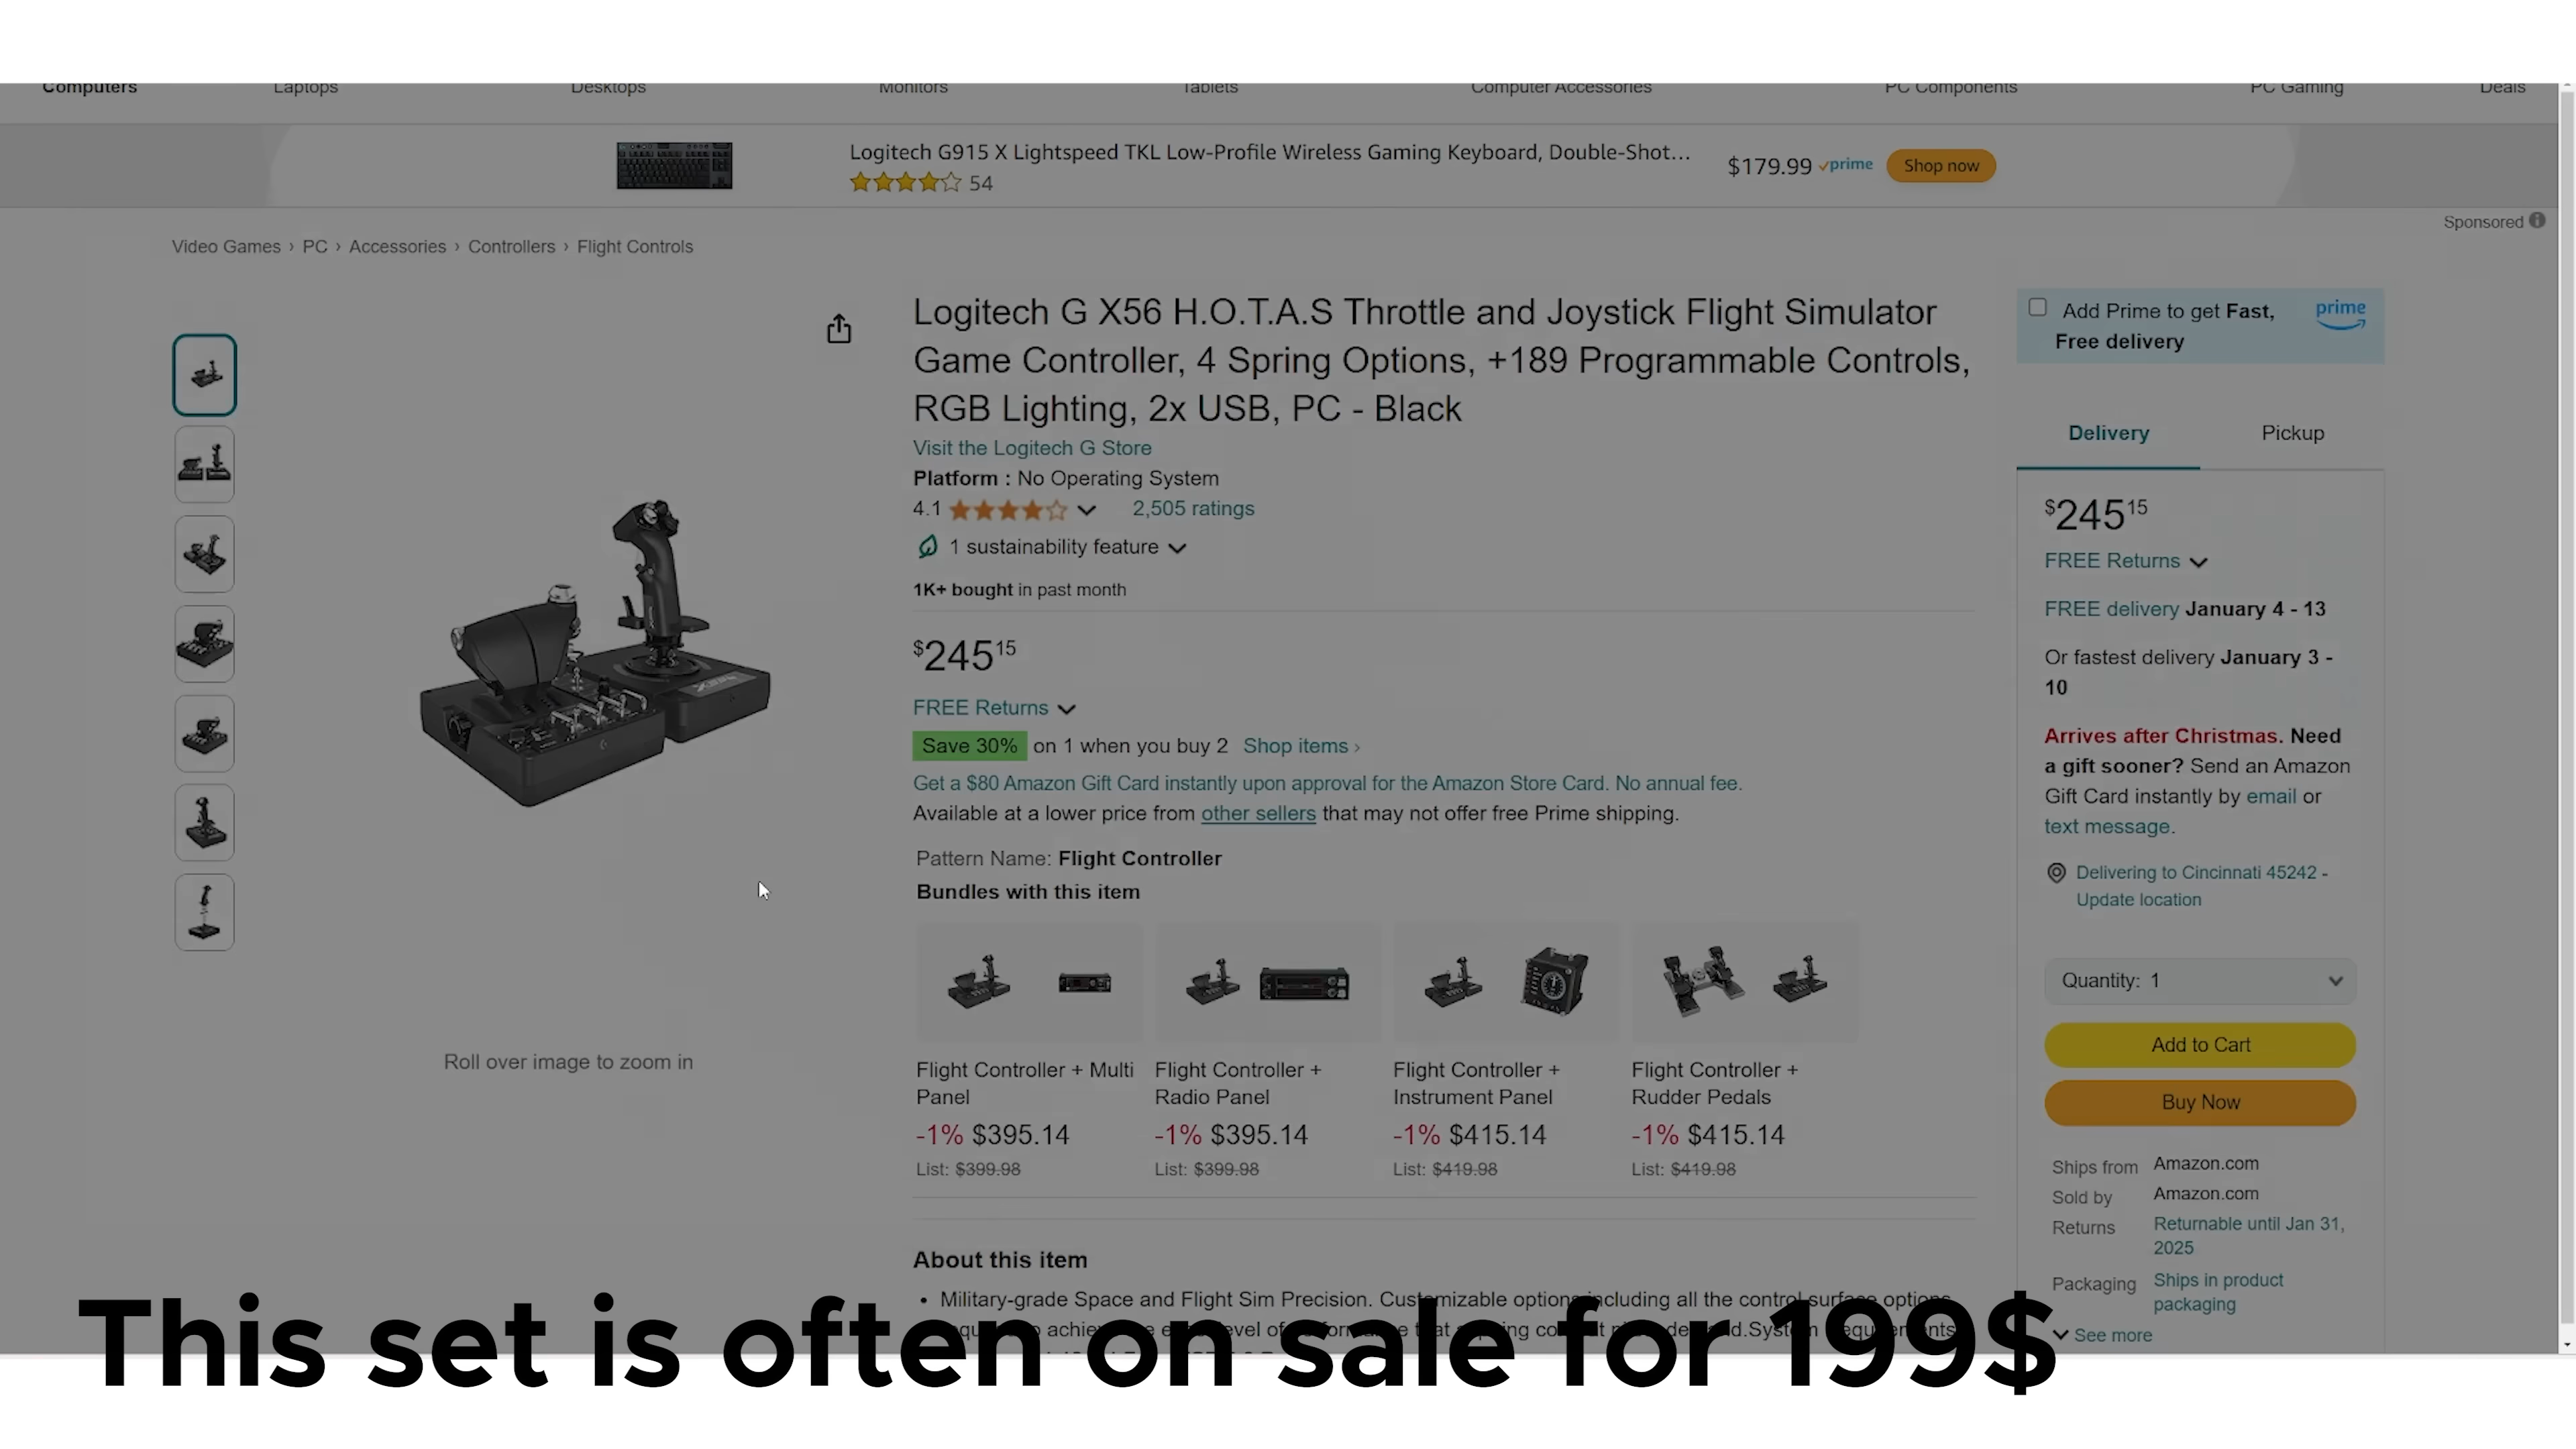 Computers Laptops Desktops Monitors Tablets Computer Accessories PC Components PC Gaming Deals
Logitech G915 X Lightspeed TKL Low-Profile Wireless Gaming Keyboard, Double-Shot...
54
$179.99 prime Shop now
Sponsored
Video Games › PC › Accessories › Controllers › Flight Controls
Logitech G X56 H.O.T.A.S Throttle and Joystick Flight Simulator
Game Controller, 4 Spring Options, +189 Programmable Controls,
RGB Lighting, 2x USB, PC - Black
Visit the Logitech G Store
Platform : No Operating System
4.1 2,505 ratings
1 sustainability feature
1K+ bought in past month
$245 15
FREE Returns
Save 30% on 1 when you buy 2 Shop items ›
Get a $80 Amazon Gift Card instantly upon approval for the Amazon Store Card. No annual fee.
Available at a lower price from other sellers that may not offer free Prime shipping.
Pattern Name: Flight Controller
Bundles with this item
Flight Controller + Multi
Panel
-1% $395.14
List: $399.98
Flight Controller +
Radio Panel
-1% $395.14
List: $399.98
Flight Controller +
Instrument Panel
-1% $415.14
List: $419.98
Flight Controller +
Rudder Pedals
-1% $415.14
List: $419.98
Roll over image to zoom in
About this item
• Military-grade Space and Flight Sim Precision. Customizable options including all the control surface options
Add Prime to get Fast,
Free delivery
prime
Delivery Pickup
$245 15
FREE Returns
FREE delivery January 4 - 13
Or fastest delivery January 3 -
10
Arrives after Christmas. Need
a gift sooner? Send an Amazon
Gift Card instantly by email or
text message.
Delivering to Cincinnati 45242 -
Update location
Quantity: 1
Add to Cart
Buy Now
Ships from Amazon.com
Sold by Amazon.com
Returns Returnable until Jan 31,
2025
Packaging Ships in product
packaging
See more
This set is often on sale for 199$